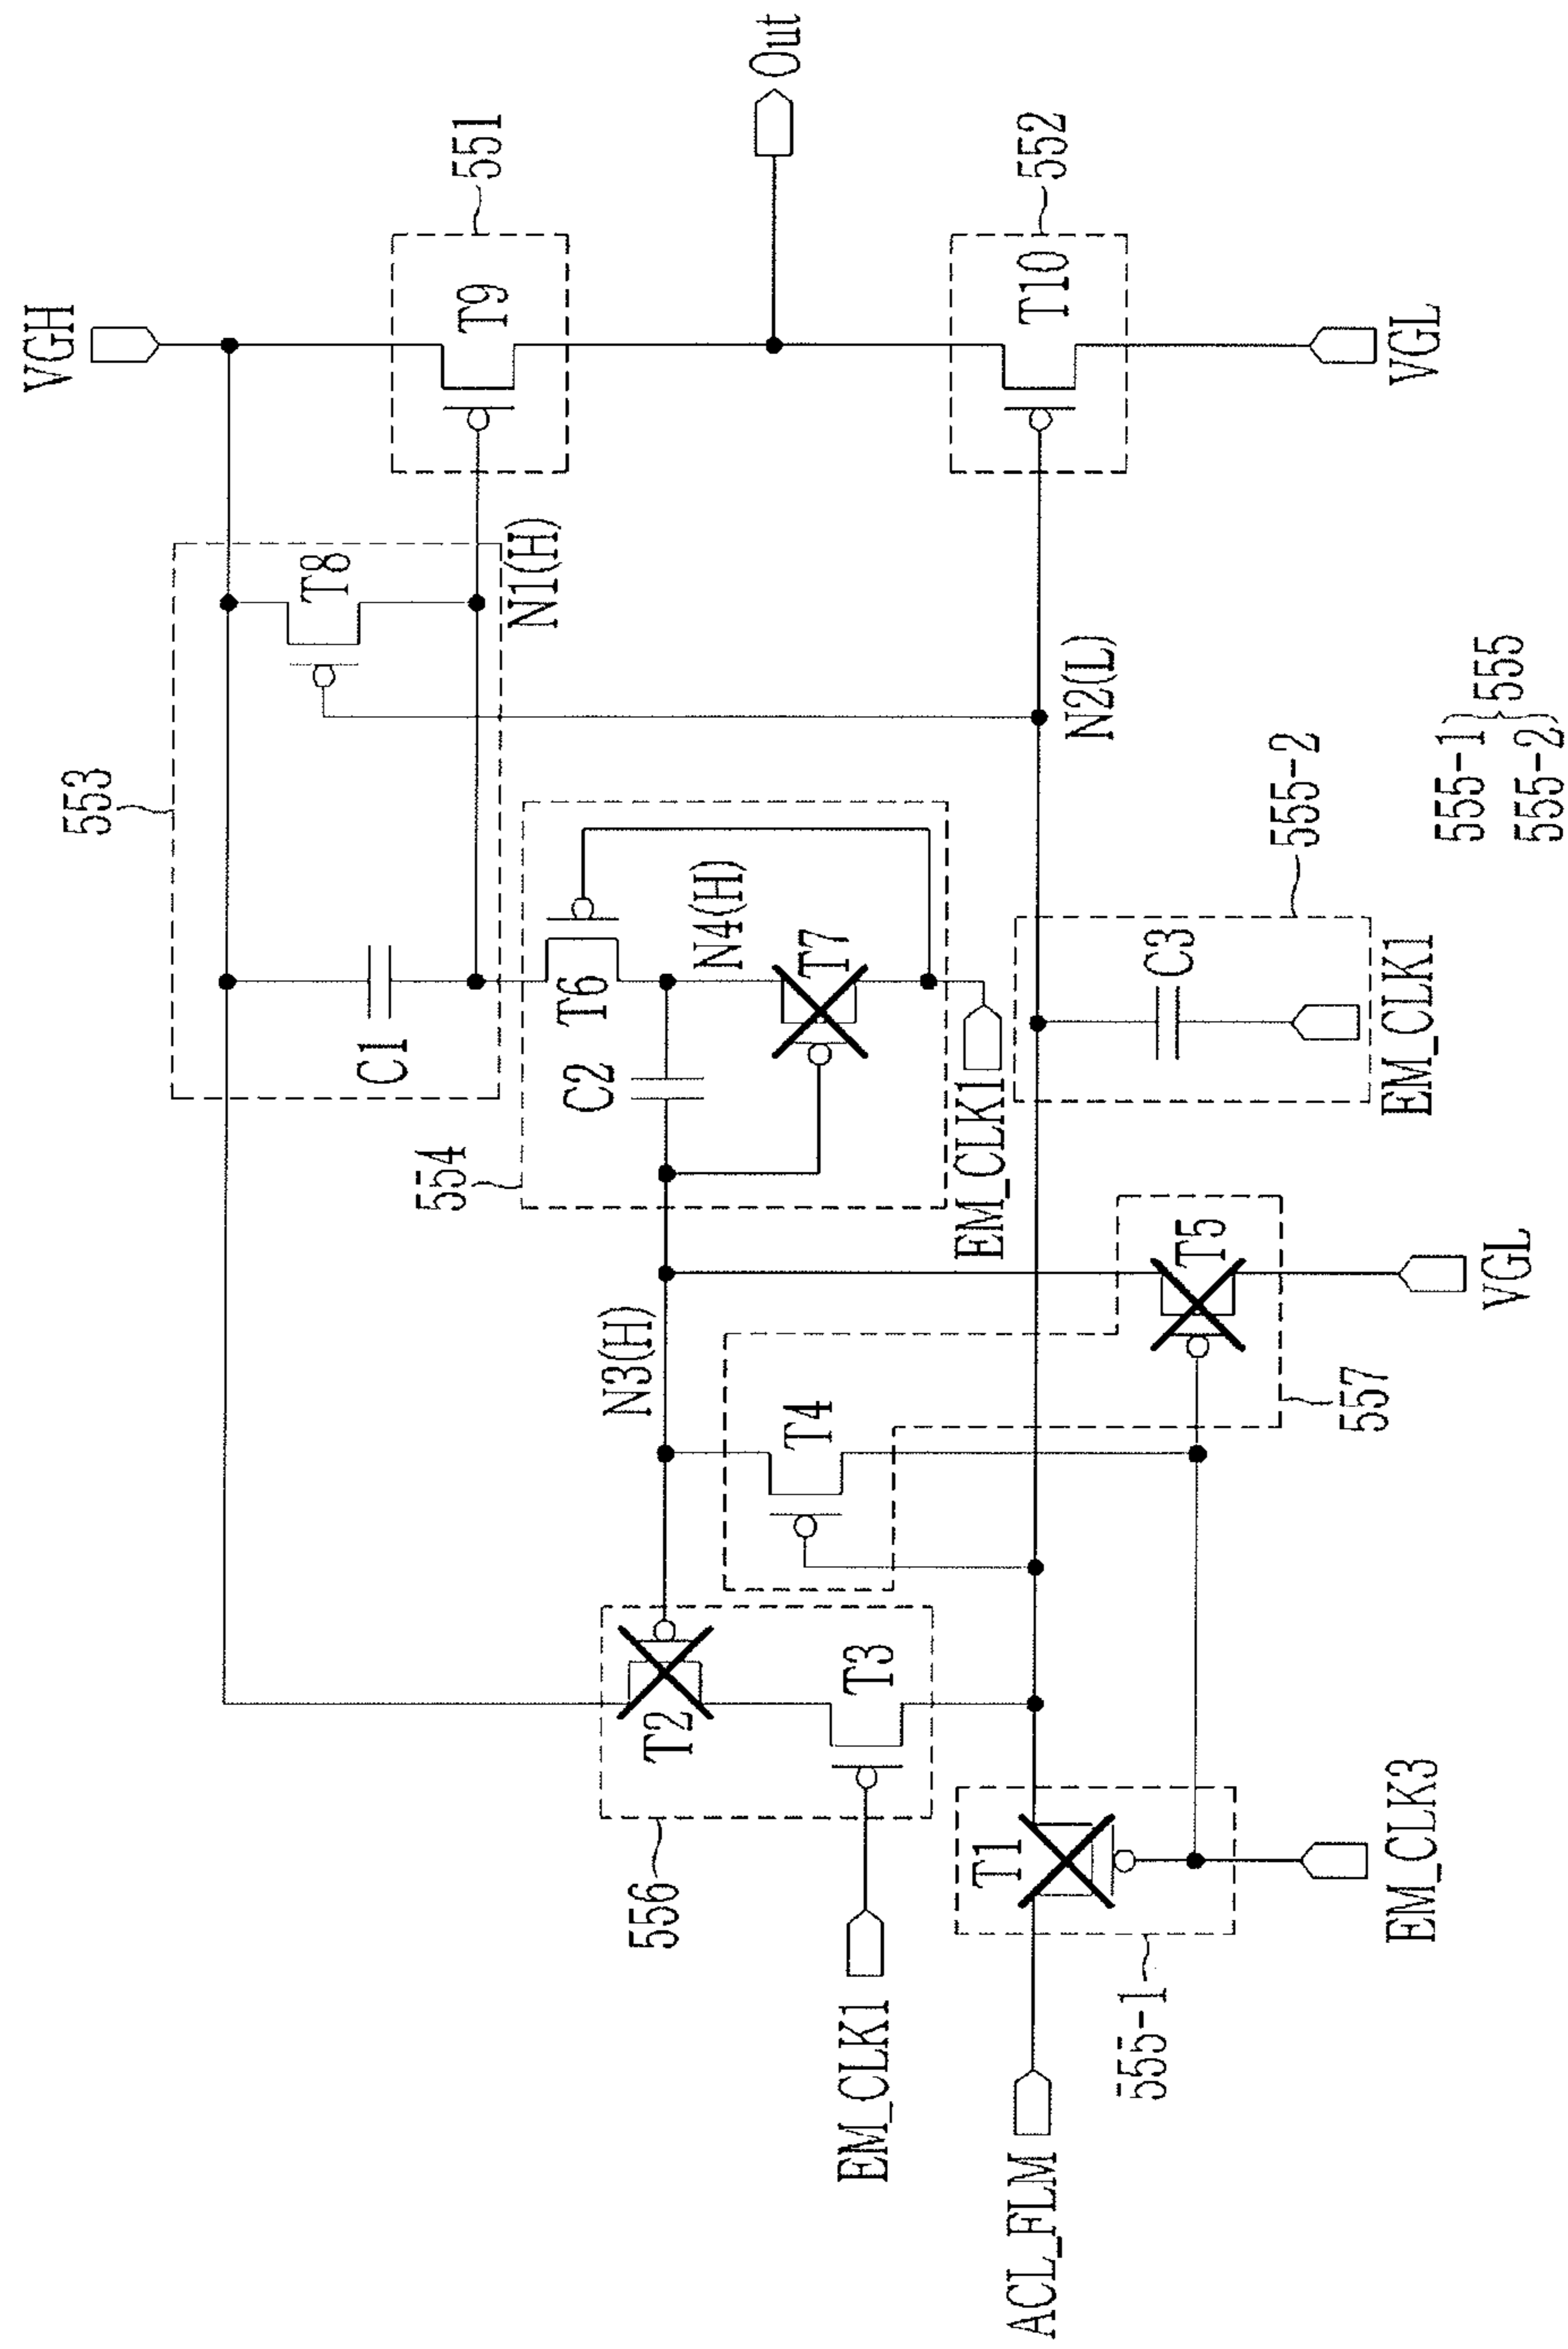 VGH
551
T9
Out
552
T10
VGL
553
T8
N1(H)
N2(L)
C1
554
T6
N4(H)
C2
T7
EM_CLK1
555-2
C3
EM_CLK1
555-1
555-2
555
N3(H)
T4
T5
557
VGL
556
T2
T3
EM_CLK1
T1
555-1
ACL_FLM
EM_CLK3